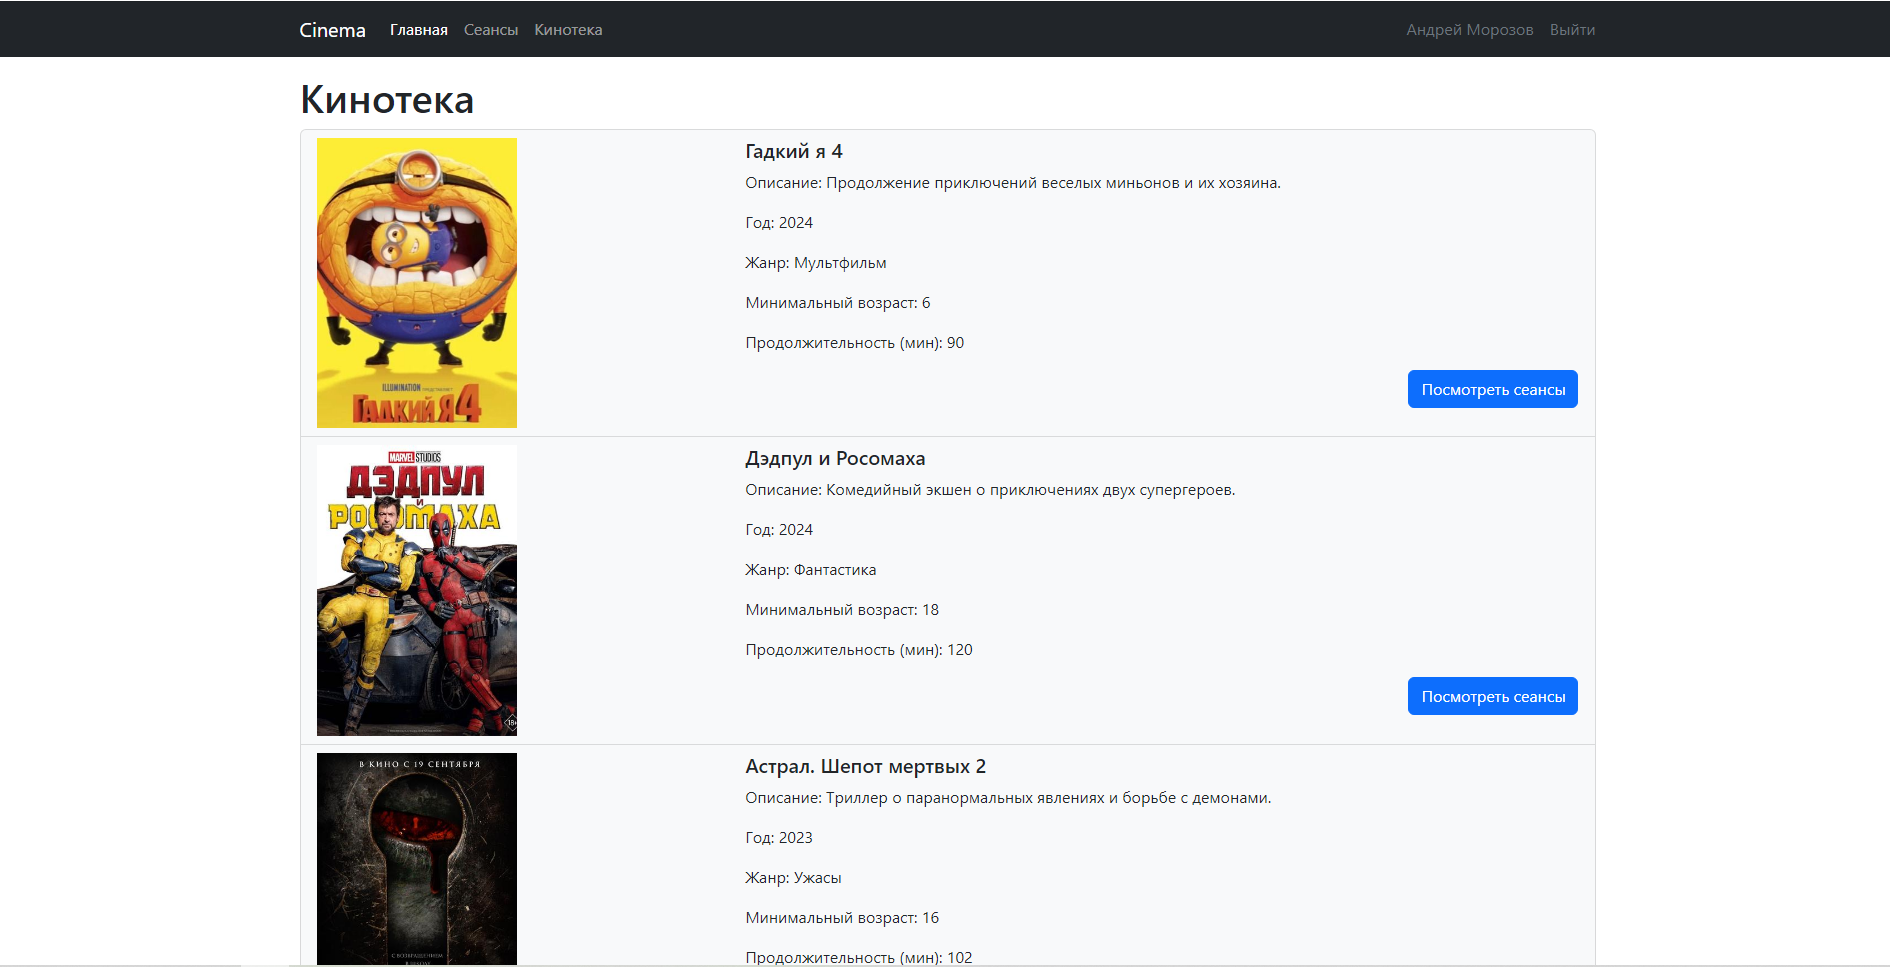 Cinema Главная Сеансы Кинотека Андрей Морозов Выйти
Кинотека
ILLUMINATION
ГАДКИЙ Я 4
Гадкий я 4
Описание: Продолжение приключений веселых миньонов и их хозяина.
Год: 2024
Жанр: Мультфильм
Минимальный возраст: 6
Продолжительность (мин): 90
Посмотреть сеансы
MARVEL STUDIOS
ДЭДПУЛ
И
РОСОМАХА
18+
Дэдпул и Росомаха
Описание: Комедийный экшен о приключениях двух супергероев.
Год: 2024
Жанр: Фантастика
Минимальный возраст: 18
Продолжительность (мин): 120
Посмотреть сеансы
В КИНО С 19 СЕНТЯБРЯ
С ВОЗВРАЩЕНИЕМ
Астрал. Шепот мертвых 2
Описание: Триллер о паранормальных явлениях и борьбе с демонами.
Год: 2023
Жанр: Ужасы
Минимальный возраст: 16
Продолжительность (мин): 102